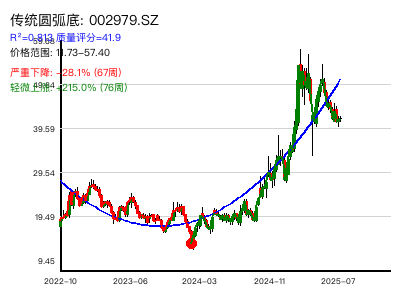 传统圆弧底: 002979.SZ
R²=0.813 质量评分=41.9
价格范围: 11.73-57.40
严重下降: -28.1% (67周)
轻微上涨: +215.0% (76周)
49.64
39.59
29.54
19.49
9.45
2022-10 2023-06 2024-03 2024-11 2025-07